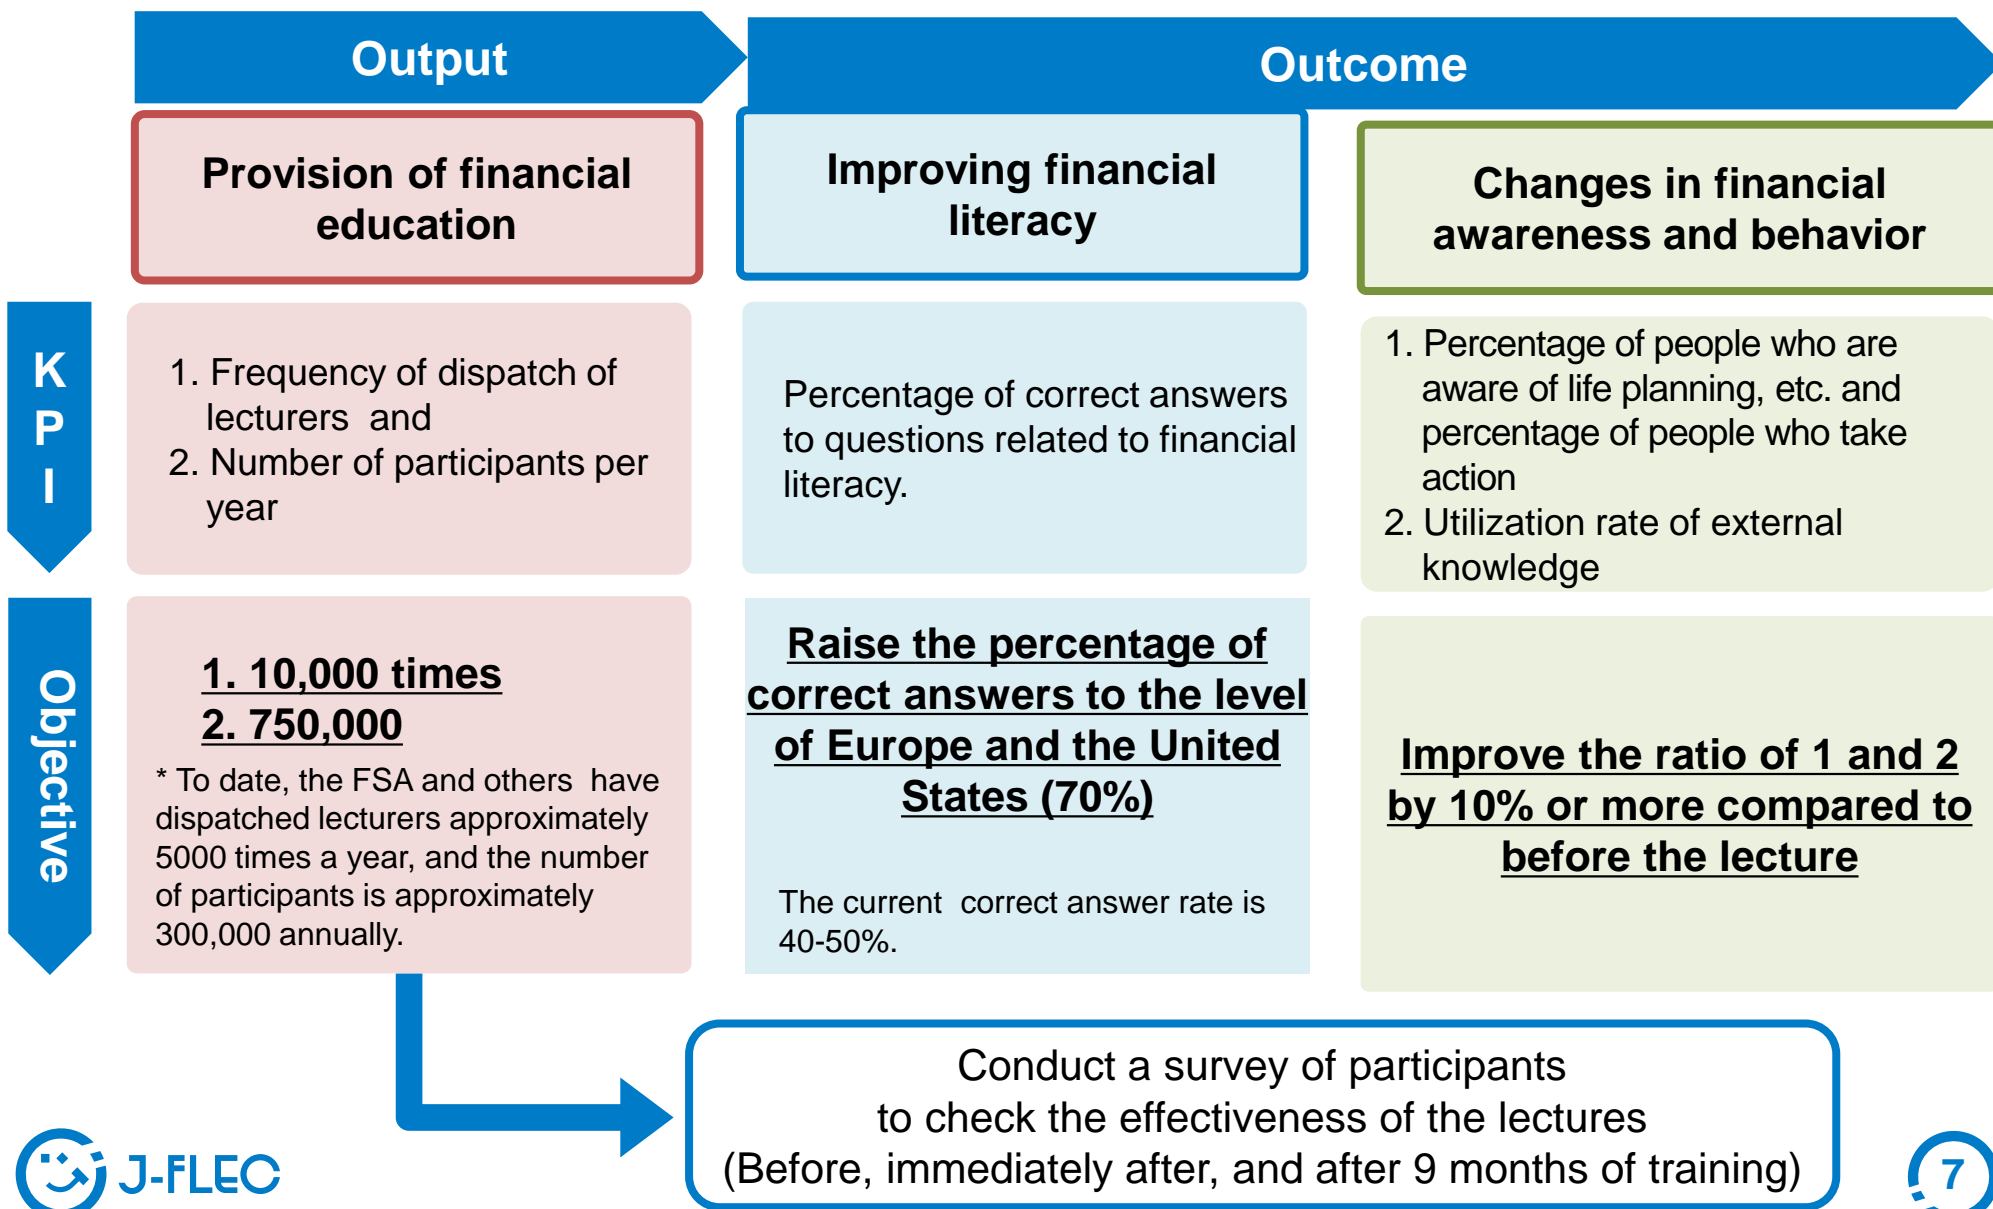 Output
Outcome
Provision of financial
education
Improving financial
literacy
Changes in financial
awareness and behavior
K
P
I
1. Frequency of dispatch of
lecturers and
2. Number of participants per
year
Percentage of correct answers
to questions related to financial
literacy.
1. Percentage of people who are
aware of life planning, etc. and
percentage of people who take
action
2. Utilization rate of external
knowledge
Objective
1. 10,000 times
2. 750,000
* To date, the FSA and others have
dispatched lecturers approximately
5000 times a year, and the number
of participants is approximately
300,000 annually.
Raise the percentage of
correct answers to the level
of Europe and the United
States (70%)
The current correct answer rate is
40-50%.
Improve the ratio of 1 and 2
by 10% or more compared to
before the lecture
Conduct a survey of participants
to check the effectiveness of the lectures
(Before, immediately after, and after 9 months of training)
J-FLEC
7